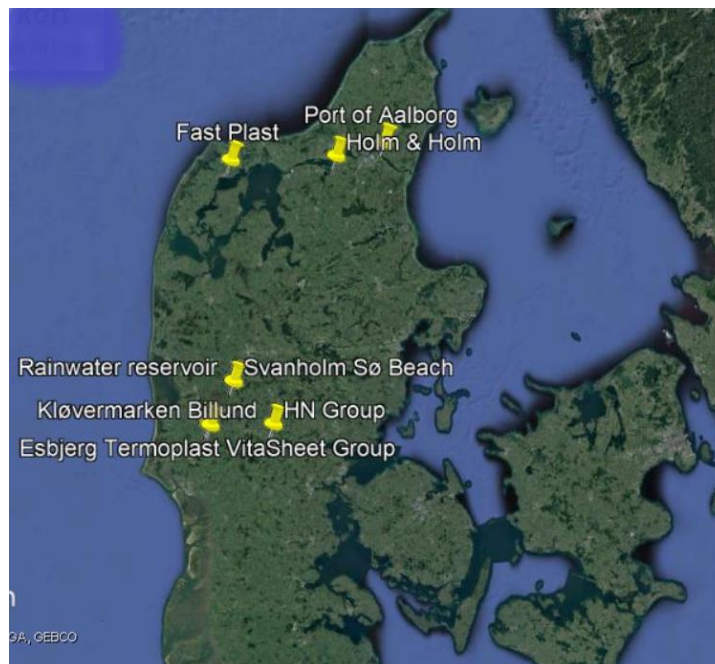 kort
Port of Aalborg
Fast Plast
Holm & Holm
Rainwater reservoir
Svanholm Sø Beach
Kløvermarken Billund
HN Group
Esbjerg Termoplast VitaSheet Group
GA, GEBCO